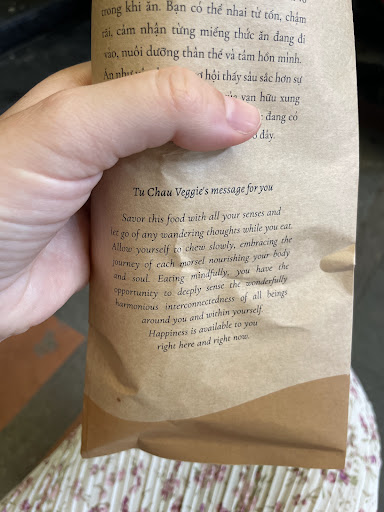 trong khi ăn. Bạn có thể nhai từ tốn, chậm
rãi, cảm nhận từng miếng thức ăn đang đi
vào, nuôi dưỡng thân thể và tâm hồn mình.
Ăn như hội thấy sâu sắc hơn sự
vạn hữu xung
đang có
ở đây.
Tu Chau Veggie's message for you
Savor this food with all your senses and
let go of any wandering thoughts while you eat.
Allow yourself to chew slowly, embracing the
journey of each morsel nourishing your body
and soul. Eating mindfully, you have the
opportunity to deeply sense the wonderfully
harmonious interconnectedness of all beings
around you and within yourself.
Happiness is available to you
right here and right now.